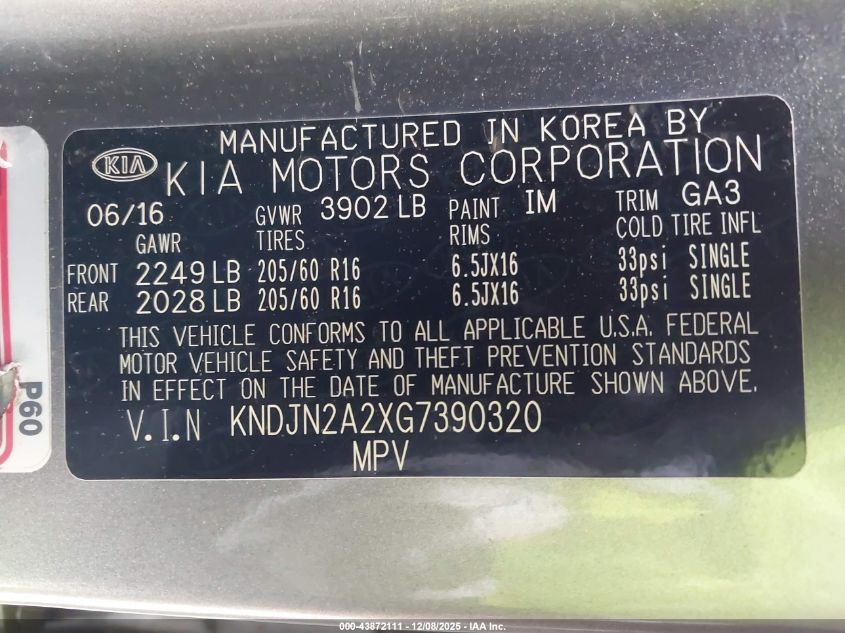 MANUFACTURED IN KOREA BY
KIA KIA MOTORS CORPORATION
06/16 GVWR 3902 LB PAINT IM TRIM GA3
GAWR TIRES RIMS COLD TIRE INFL
FRONT 2249 LB 205/60 R16 6.5JX16 33psi SINGLE
REAR 2028 LB 205/60 R16 6.5JX16 33psi SINGLE
THIS VEHICLE CONFORMS TO ALL APPLICABLE U.S.A. FEDERAL
MOTOR VEHICLE SAFETY AND THEFT PREVENTION STANDARDS
IN EFFECT ON THE DATE OF MANUFACTURE SHOWN ABOVE.
V.I.N KNDJN2A2XG7390320
MPV
P60
000-43872111 - 12/08/2025 - IAA Inc.